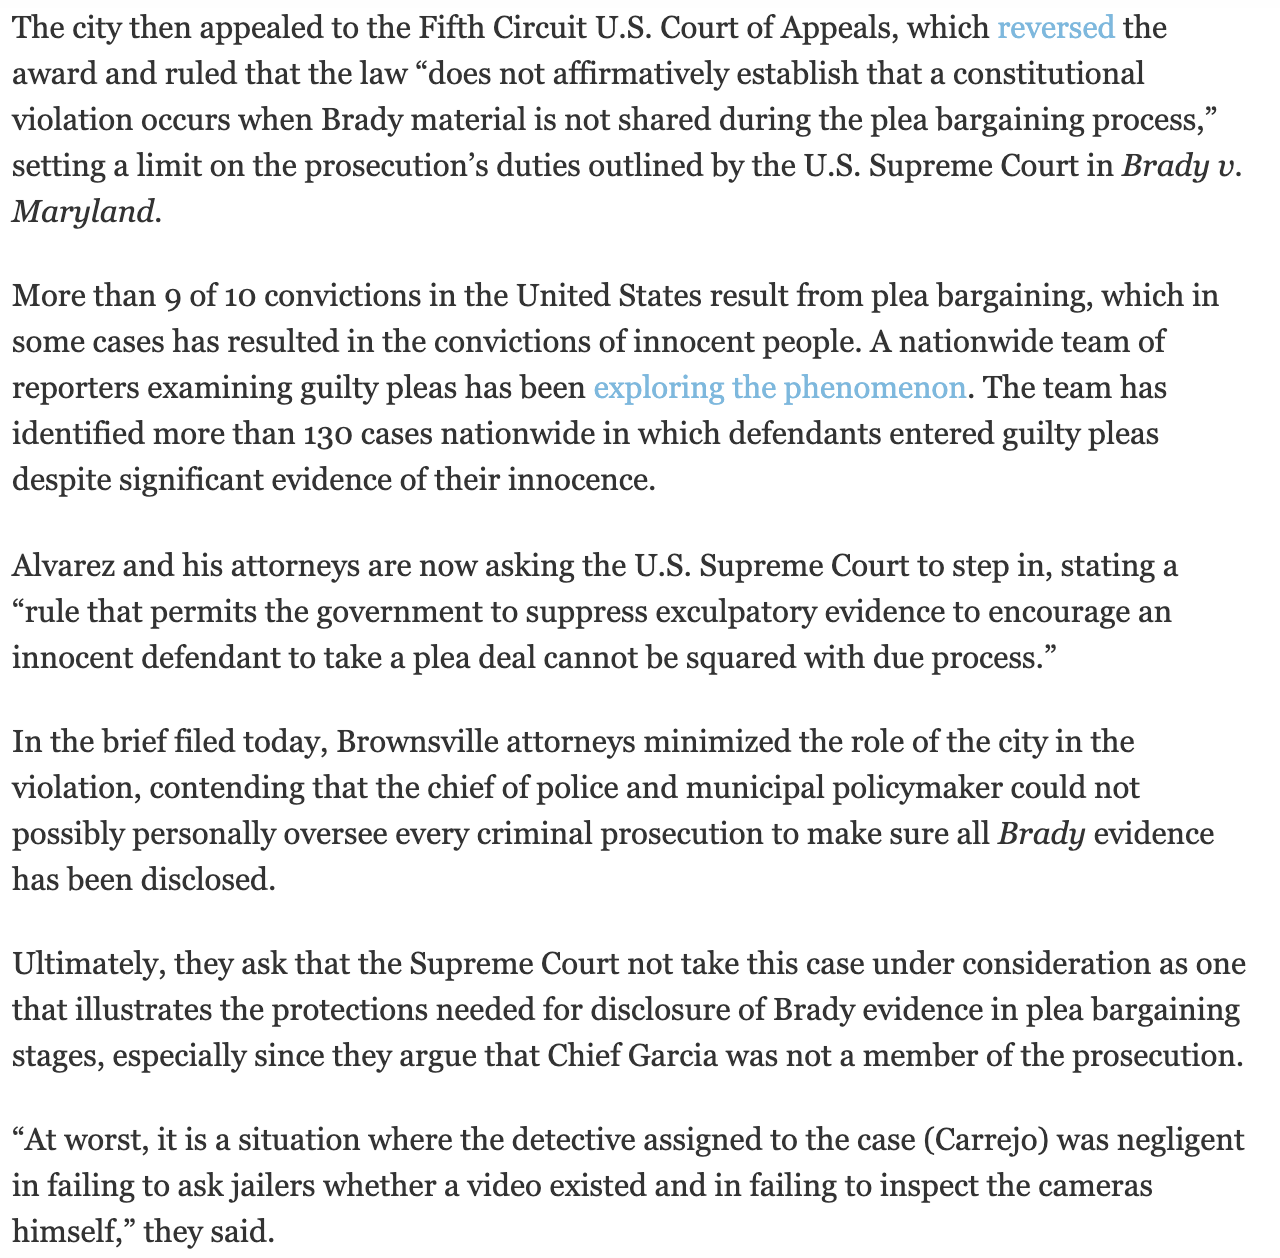 The city then appealed to the Fifth Circuit U.S. Court of Appeals, which reversed the
award and ruled that the law “does not affirmatively establish that a constitutional
violation occurs when Brady material is not shared during the plea bargaining process,”
setting a limit on the prosecution’s duties outlined by the U.S. Supreme Court in Brady v.
Maryland.
More than 9 of 10 convictions in the United States result from plea bargaining, which in
some cases has resulted in the convictions of innocent people. A nationwide team of
reporters examining guilty pleas has been exploring the phenomenon. The team has
identified more than 130 cases nationwide in which defendants entered guilty pleas
despite significant evidence of their innocence.
Alvarez and his attorneys are now asking the U.S. Supreme Court to step in, stating a
“rule that permits the government to suppress exculpatory evidence to encourage an
innocent defendant to take a plea deal cannot be squared with due process.”
In the brief filed today, Brownsville attorneys minimized the role of the city in the
violation, contending that the chief of police and municipal policymaker could not
possibly personally oversee every criminal prosecution to make sure all Brady evidence
has been disclosed.
Ultimately, they ask that the Supreme Court not take this case under consideration as one
that illustrates the protections needed for disclosure of Brady evidence in plea bargaining
stages, especially since they argue that Chief Garcia was not a member of the prosecution.
“At worst, it is a situation where the detective assigned to the case (Carrejo) was negligent
in failing to ask jailers whether a video existed and in failing to inspect the cameras
himself,” they said.